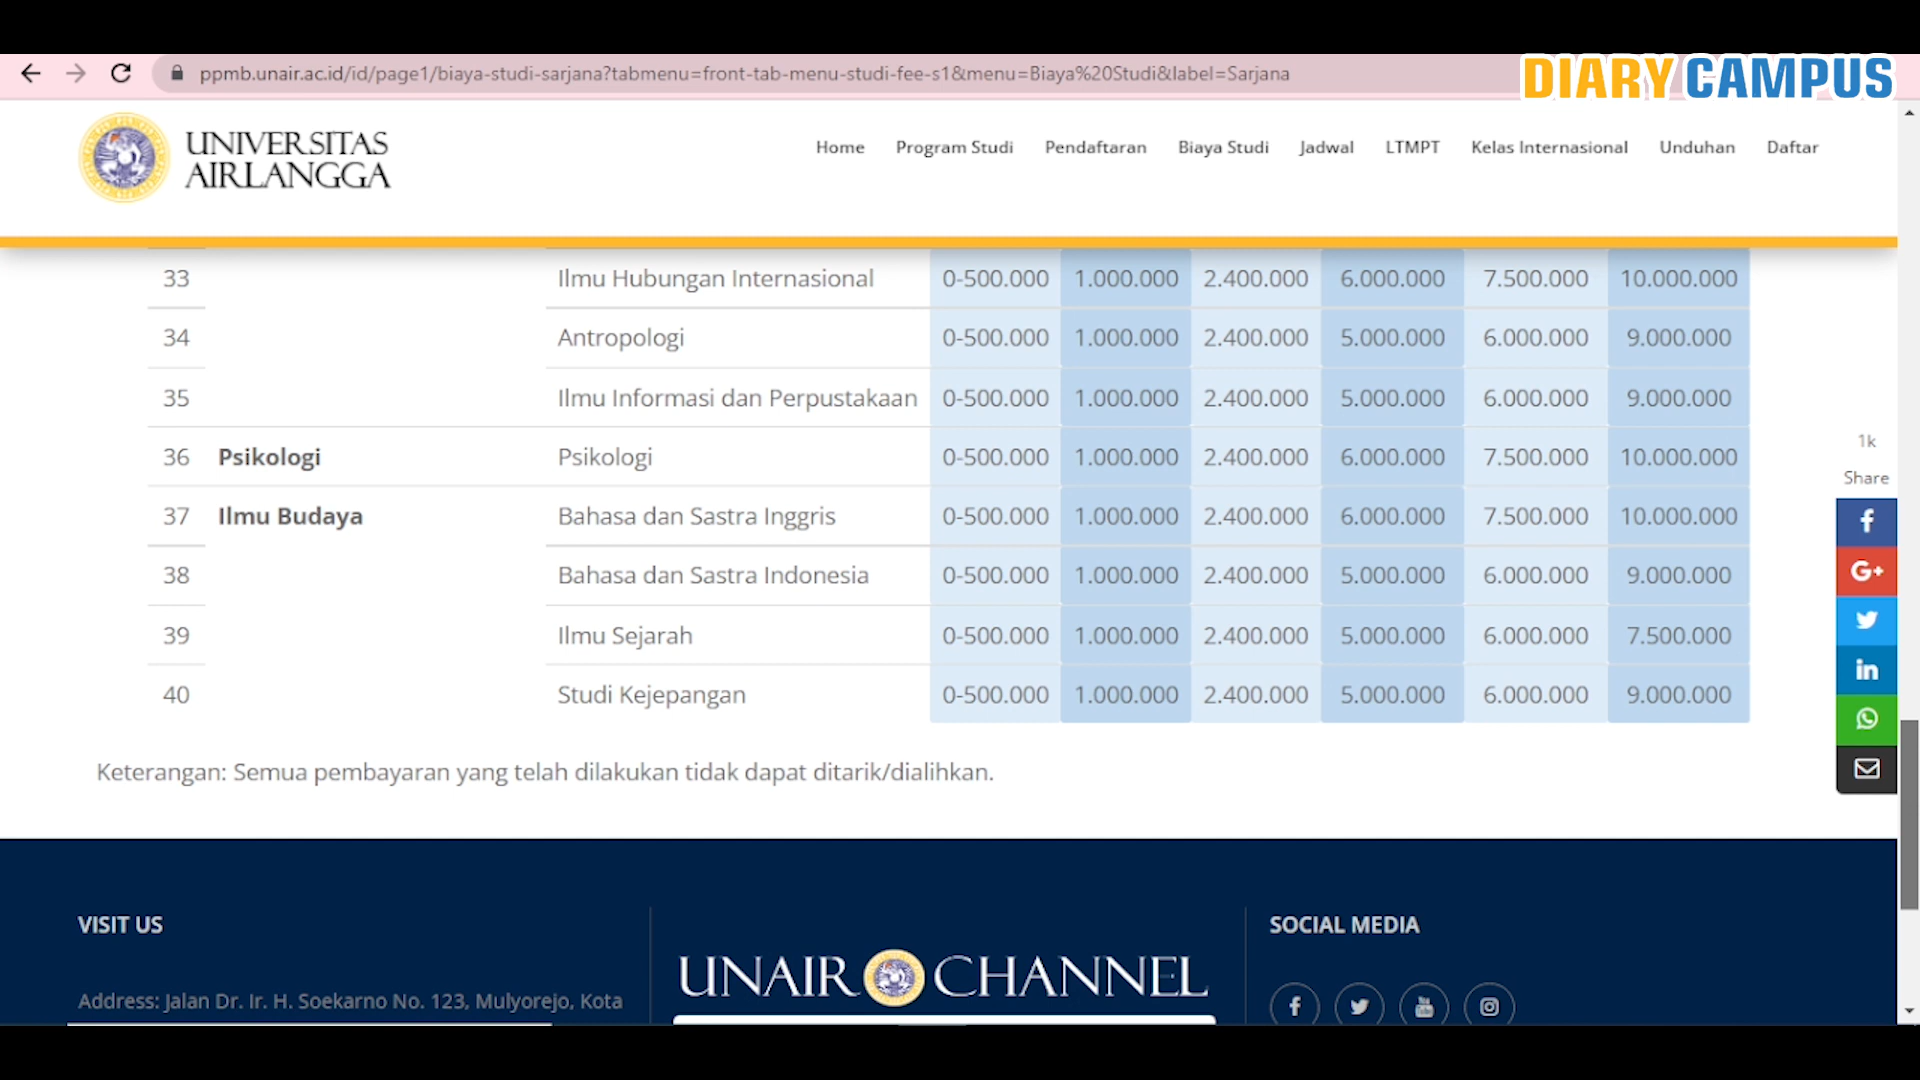 ppmb.unair.ac.id/id/page1/biaya-studi-sarjana?tabmenu=front-tab-menu-studi-fee-s1&menu=Biaya%20Studi&label=Sarjana
DIARY CAMPUS
UNIVERSITAS
AIRLANGGA
Home Program Studi Pendaftaran Biaya Studi Jadwal LTMPT Kelas Internasional Unduhan Daftar
33 Ilmu Hubungan Internasional 0-500.000 1.000.000 2.400.000 6.000.000 7.500.000 10.000.000
34 Antropologi 0-500.000 1.000.000 2.400.000 5.000.000 6.000.000 9.000.000
35 Ilmu Informasi dan Perpustakaan 0-500.000 1.000.000 2.400.000 5.000.000 6.000.000 9.000.000
36 Psikologi Psikologi 0-500.000 1.000.000 2.400.000 6.000.000 7.500.000 10.000.000
37 Ilmu Budaya Bahasa dan Sastra Inggris 0-500.000 1.000.000 2.400.000 6.000.000 7.500.000 10.000.000
38 Bahasa dan Sastra Indonesia 0-500.000 1.000.000 2.400.000 5.000.000 6.000.000 9.000.000
39 Ilmu Sejarah 0-500.000 1.000.000 2.400.000 5.000.000 6.000.000 7.500.000
40 Studi Kejepangan 0-500.000 1.000.000 2.400.000 5.000.000 6.000.000 9.000.000
1k
Share
Keterangan: Semua pembayaran yang telah dilakukan tidak dapat ditarik/dialihkan.
VISIT US
Address: Jalan Dr. Ir. H. Soekarno No. 123, Mulyorejo, Kota
UNAIR CHANNEL
SOCIAL MEDIA